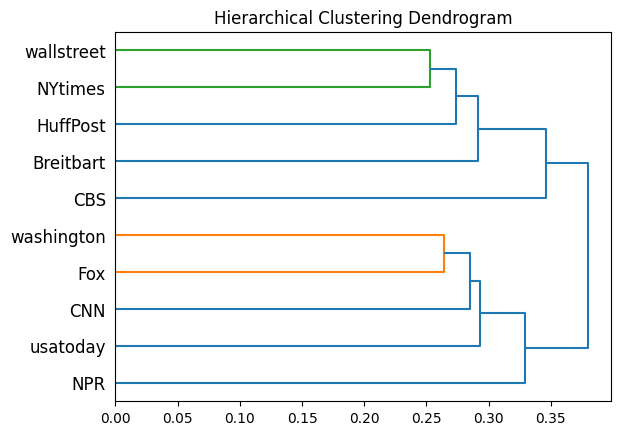 Hierarchical Clustering Dendrogram
wallstreet
NYtimes
HuffPost
Breitbart
CBS
washington
Fox
CNN
usatoday
NPR
0.00 0.05 0.10 0.15 0.20 0.25 0.30 0.35